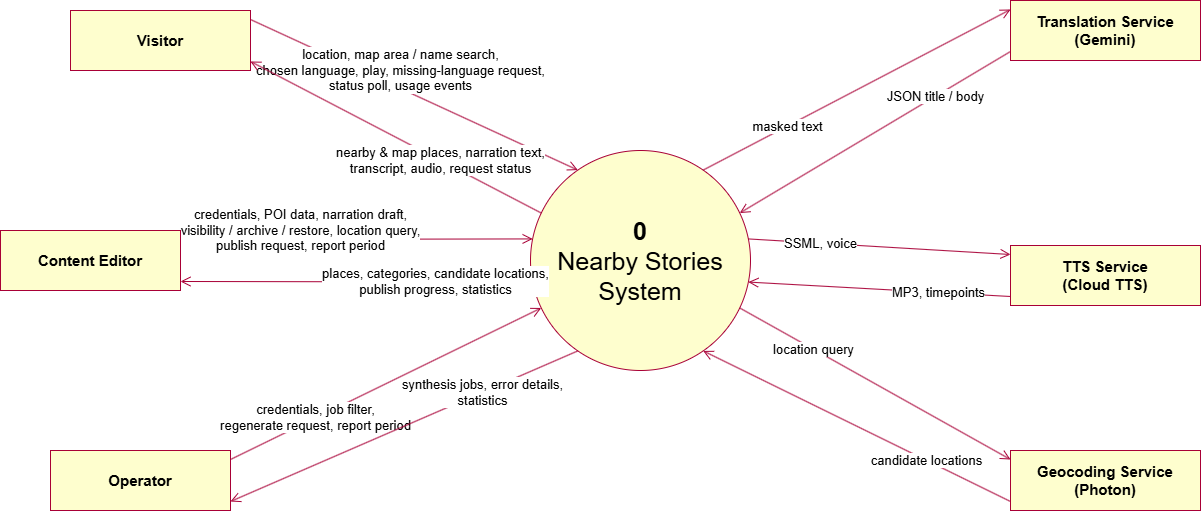 Visitor
location, map area / name search,
chosen language, play, missing-language request,
status poll, usage events
nearby & map places, narration text,
transcript, audio, request status
Translation Service
(Gemini)
JSON title / body
masked text
credentials, POI data, narration draft,
visibility / archive / restore, location query,
publish request, report period
Content Editor
places, categories, candidate locations,
publish progress, statistics
0
Nearby Stories
System
SSML, voice
MP3, timepoints
TTS Service
(Cloud TTS)
location query
candidate locations
Geocoding Service
(Photon)
synthesis jobs, error details,
statistics
credentials, job filter,
regenerate request, report period
Operator